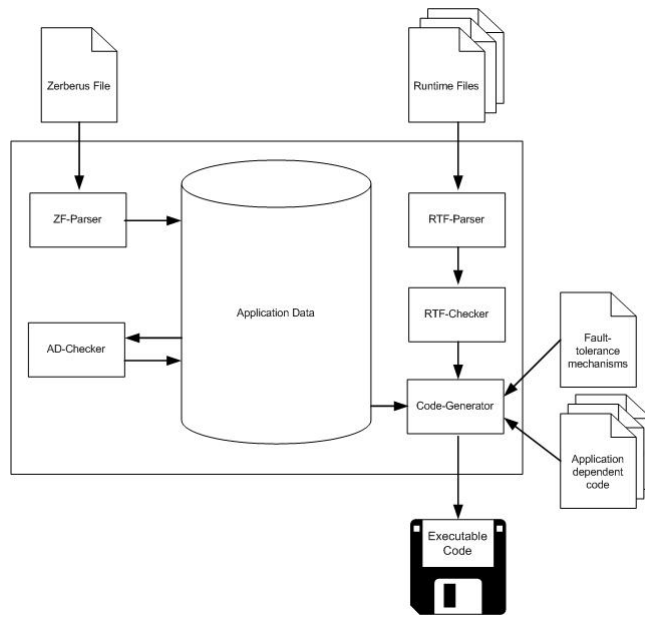 Zerberus File
Runtime Files
ZF-Parser
RTF-Parser
Application Data
RTF-Checker
AD-Checker
Fault-
tolerance
mechanisms
Code-Generator
Application
dependent
code
Executable
Code